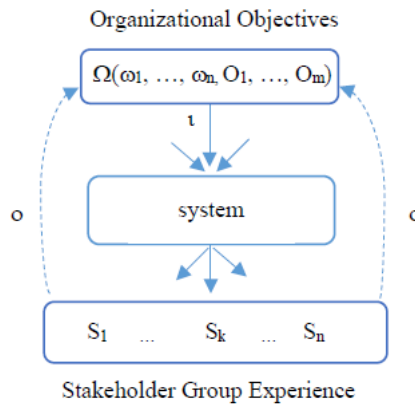 Organizational Objectives
Ω(ω1, …, ωn, O1, …, Om)
ι
system
o o
S1 ... Sk ... Sn
Stakeholder Group Experience